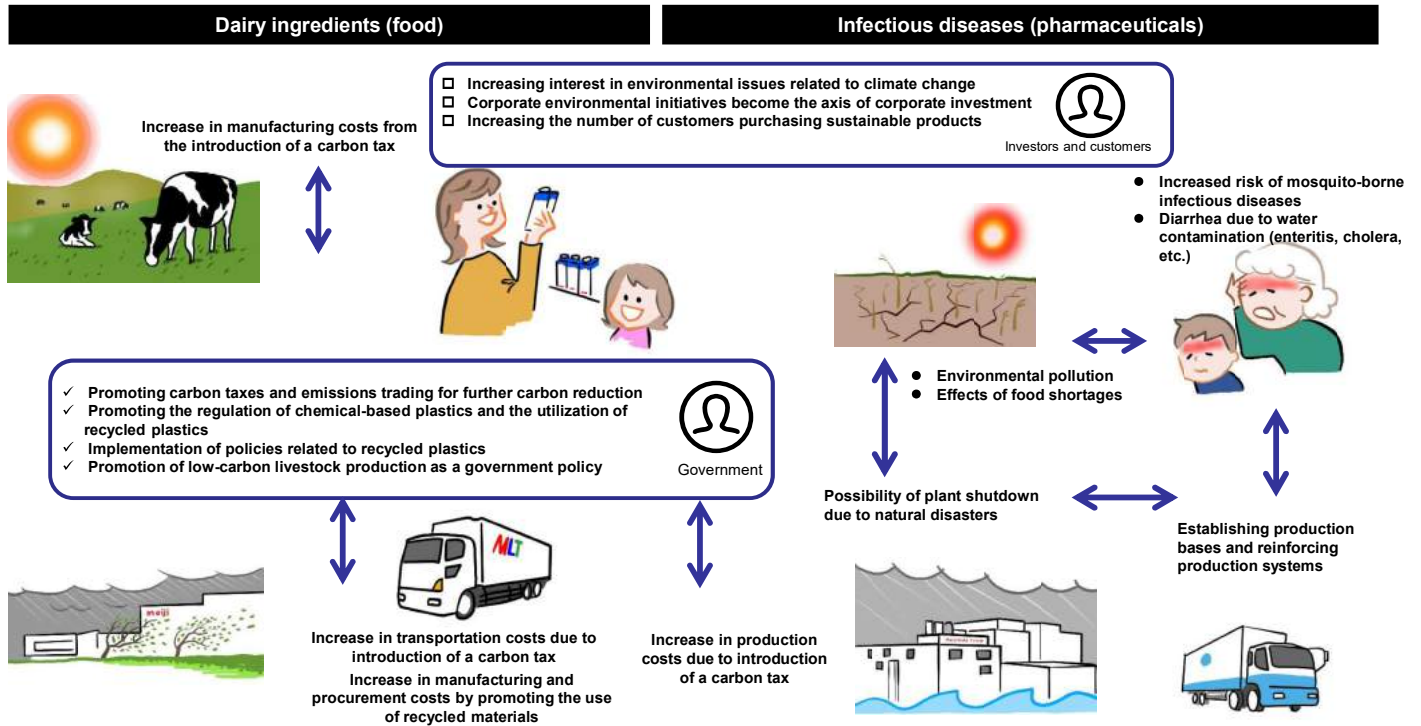 Dairy ingredients (food)
Infectious diseases (pharmaceuticals)
Increasing interest in environmental issues related to climate change
Corporate environmental initiatives become the axis of corporate investment
Increasing the number of customers purchasing sustainable products
Investors and customers
Increase in manufacturing costs from
the introduction of a carbon tax
● Increased risk of mosquito-borne
infectious diseases
● Diarrhea due to water
contamination (enteritis, cholera,
etc.)
● Environmental pollution
● Effects of food shortages
✓ Promoting carbon taxes and emissions trading for further carbon reduction
✓ Promoting the regulation of chemical-based plastics and the utilization of
recycled plastics
✓ Implementation of policies related to recycled plastics
✓ Promotion of low-carbon livestock production as a government policy
Government
Possibility of plant shutdown
due to natural disasters
Establishing production
bases and reinforcing
production systems
MLT
meiji
Increase in transportation costs due to
introduction of a carbon tax
Increase in manufacturing and
procurement costs by promoting the use
of recycled materials
Increase in production
costs due to introduction
of a carbon tax